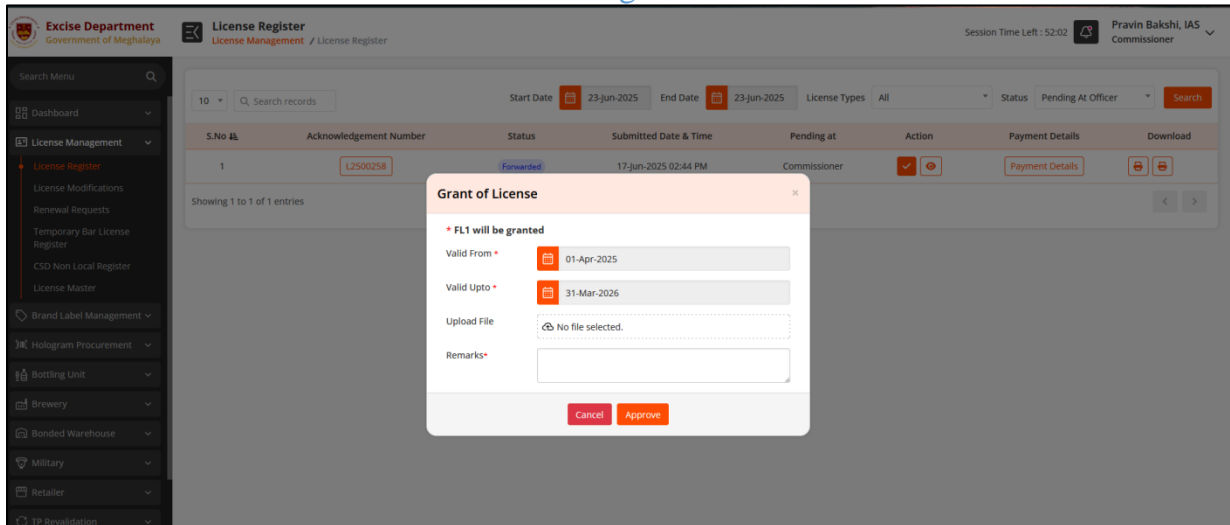 Excise Department
Government of Meghalaya
License Register
License Management / License Register
Session Time Left : 52:02
Pravin Bakshi, IAS
Commissioner
Search Menu
Dashboard
License Management
License Register
License Modifications
Renewal Requests
Temporary Bar License
Register
CSD Non Local Register
License Master
Brand Label Management
Hologram Procurement
Bottling Unit
Brewery
Bonded Warehouse
Military
Retailer
TP Revalidation
10 Search records Start Date 23-Jun-2025 End Date 23-Jun-2025 License Types All Status Pending At Officer Search
S.No Acknowledgement Number Status Submitted Date & Time Pending at Action Payment Details Download
1 L2500258 Forwarded 17-Jun-2025 02:44 PM Commissioner Payment Details
Showing 1 to 1 of 1 entries
Grant of License ×
* FL1 will be granted
Valid From * 01-Apr-2025
Valid Upto * 31-Mar-2026
Upload File No file selected.
Remarks*
Cancel Approve